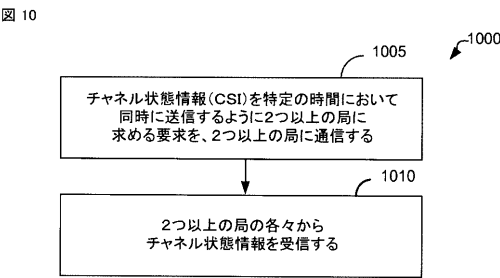 図 10
1000
1005
チャネル状態情報(CSI)を特定の時間において
同時に送信するように2つ以上の局に
求める要求を、2つ以上の局に通信する
1010
2つ以上の局の各々から
チャネル状態情報を受信する